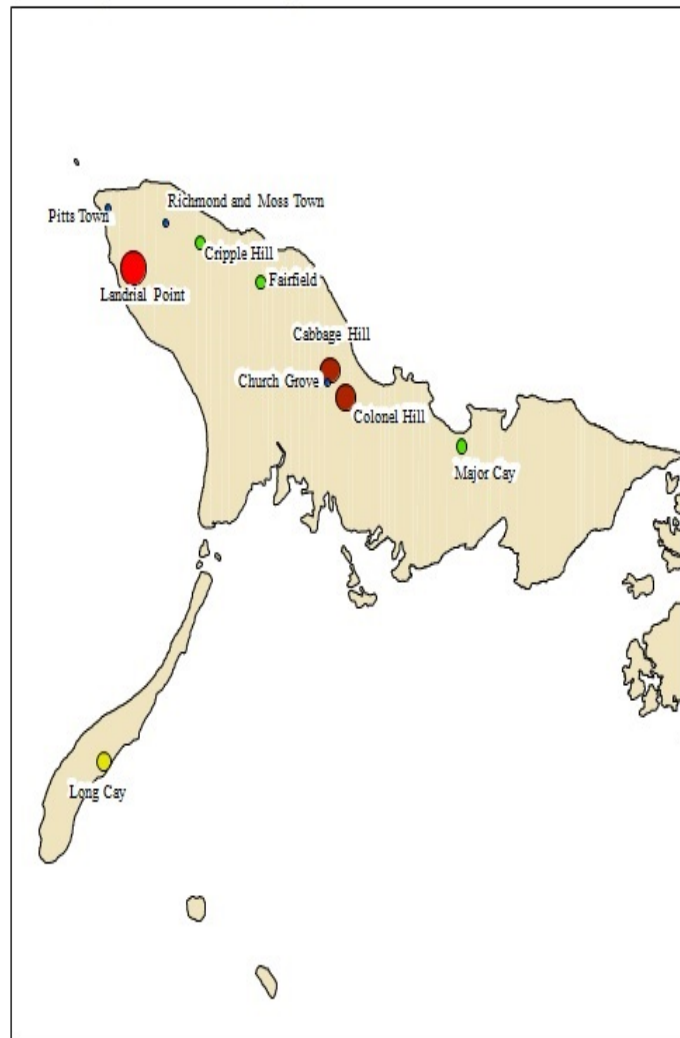 Richmond and Moss Town
Pitts Town
Cripple Hill
Fairfield
Landrial Point
Cabbage Hill
Church Grove
Colonel Hill
Major Cay
Long Cay